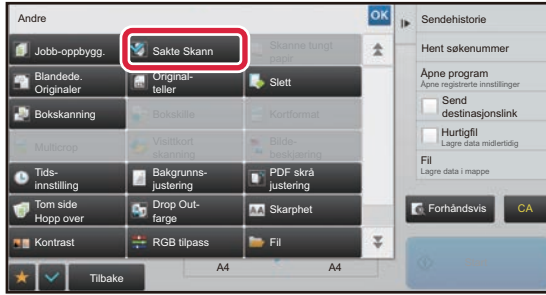 Andre
OK
Jobb-oppbygg.
Sakte Skann
Skanne tungt
papir
Blandede.
Originaler
Original-
teller
Slett
Bokskanning
Bokskille
Kortformat
Multicrop
Visittkort
skanning
Bilde-
beskjæring
Tids-
innstilling
Bakgrunns-
justering
PDF skrå
justering
Tom side
Hopp over
Drop Out-
farge
Skarphet
Kontrast
RGB tilpass
Fil
Tilbake
A4
A4
Sendehistorie
Hent søkenummer
Åpne program
Åpne registrerte innstillinger
Send
destinasjonslink
Hurtigfil
Lagre data midlertidig
Fil
Lagre data i mappe
Forhåndsvis
CA